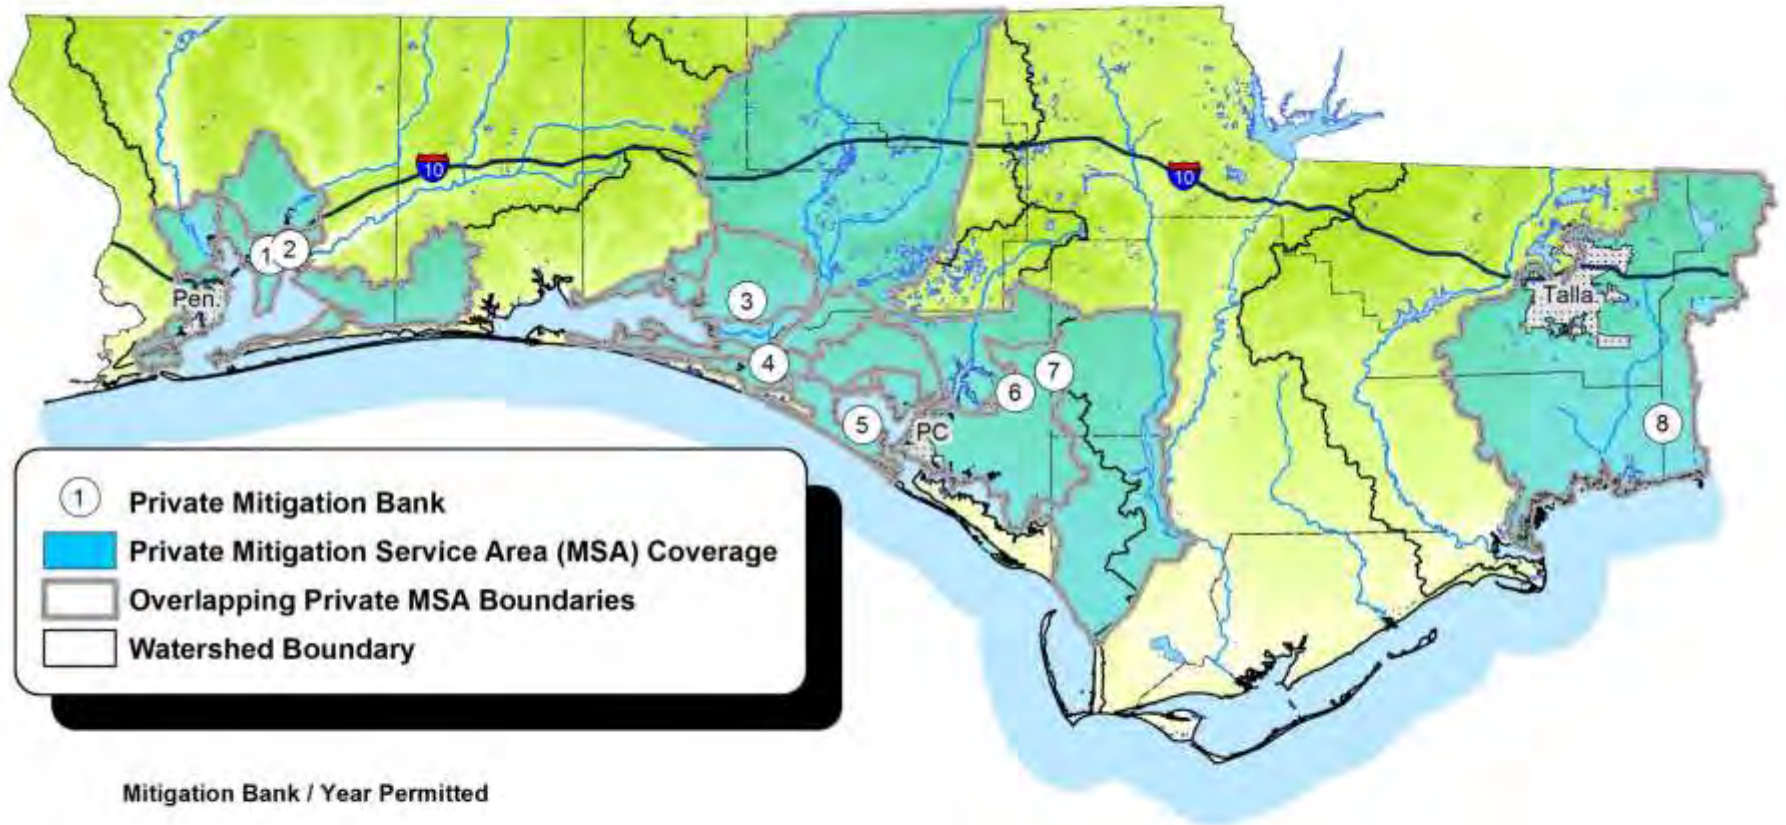 10
10
1
2
Pen.
Talla.
3
4
7
6
5
PC
8
1
Private Mitigation Bank
Private Mitigation Service Area (MSA) Coverage
Overlapping Private MSA Boundaries
Watershed Boundary
Mitigation Bank / Year Permitted